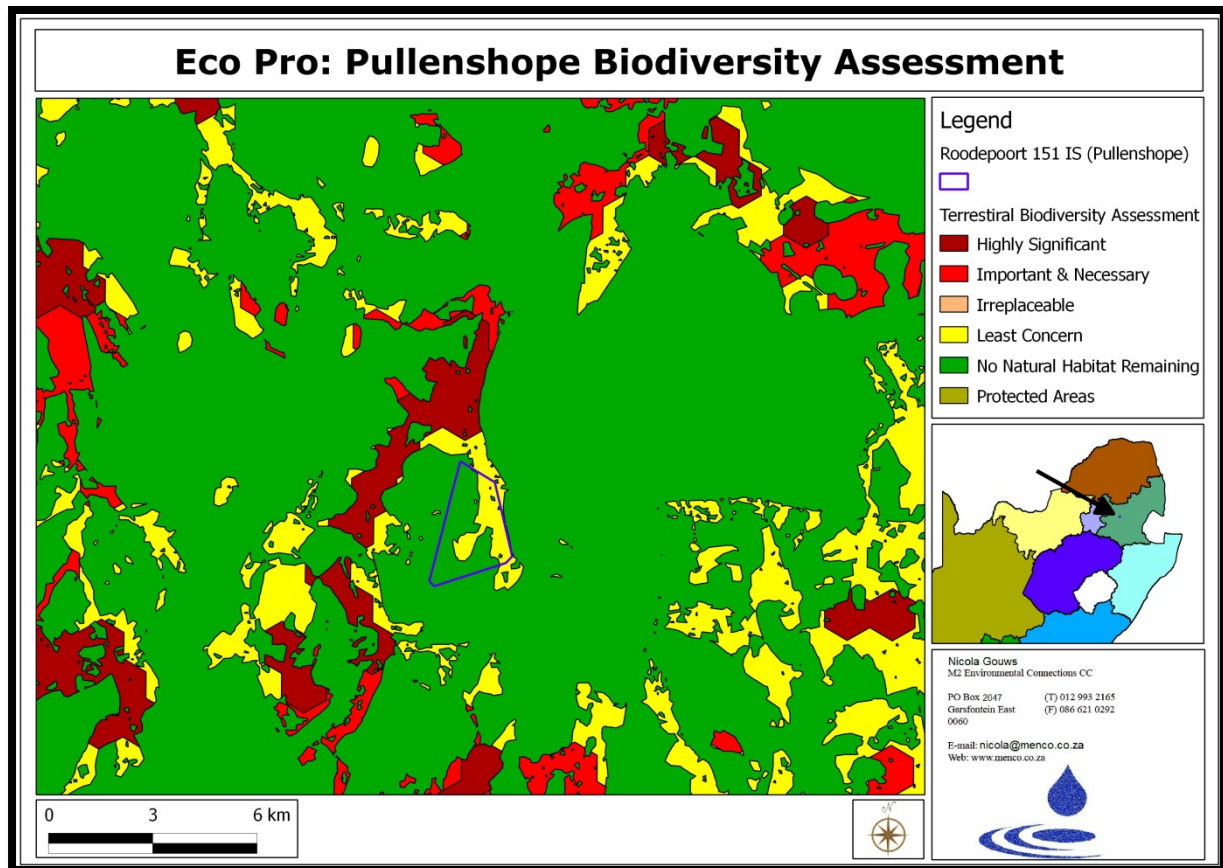 Eco Pro: Pullenshope Biodiversity Assessment
Legend
Roodepoort 151 IS (Pullenshope)
Terrestiral Biodiversity Assessment
Highly Significant
Important & Necessary
Irreplaceable
Least Concern
No Natural Habitat Remaining
Protected Areas
Nicola Gouws
M2 Environmental Connections CC
PO Box 2047 (T) 012 993 2165
Garsfontein East (F) 086 621 0292
0060
E-mail: nicola@menco.co.za
Web: www.menco.co.za
0 3 6 km
N